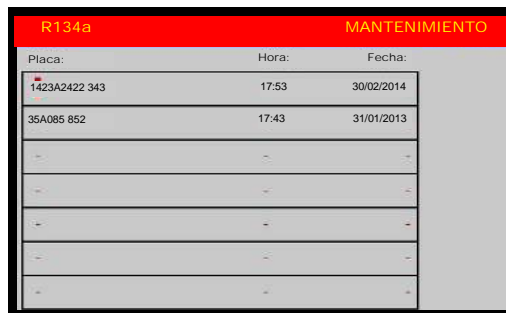 R134a MANTENIMIENTO
Placa: Hora: Fecha:
1423A2422 343 17:53 30/02/2014
35A085 852 17:43 31/01/2013
- - -
- - -
- - -
- - -
- - -